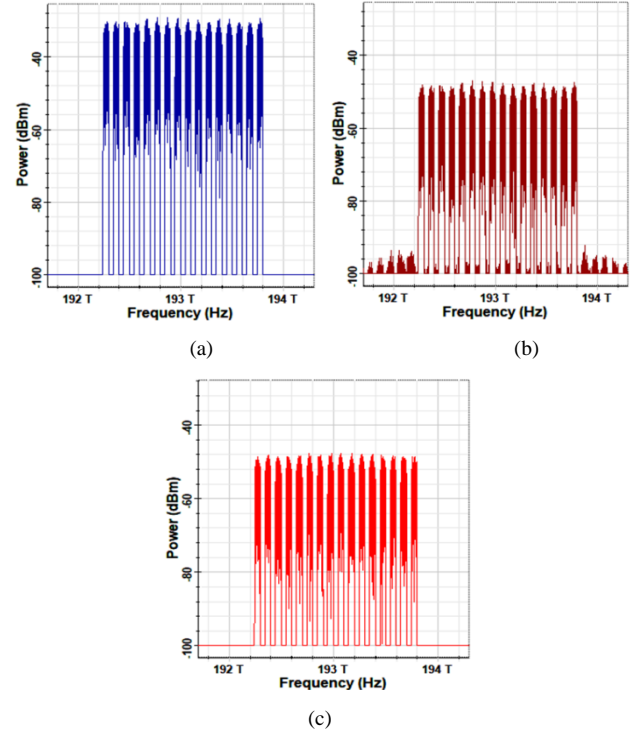 Power (dBm)
-40
-60
-80
-100
192 T
193 T
194 T
Frequency (Hz)
(a)
Power (dBm)
-40
-60
-80
-100
192 T
193 T
194 T
Frequency (Hz)
(b)
Power (dBm)
-40
-60
-80
-100
192 T
193 T
194 T
Frequency (Hz)
(c)